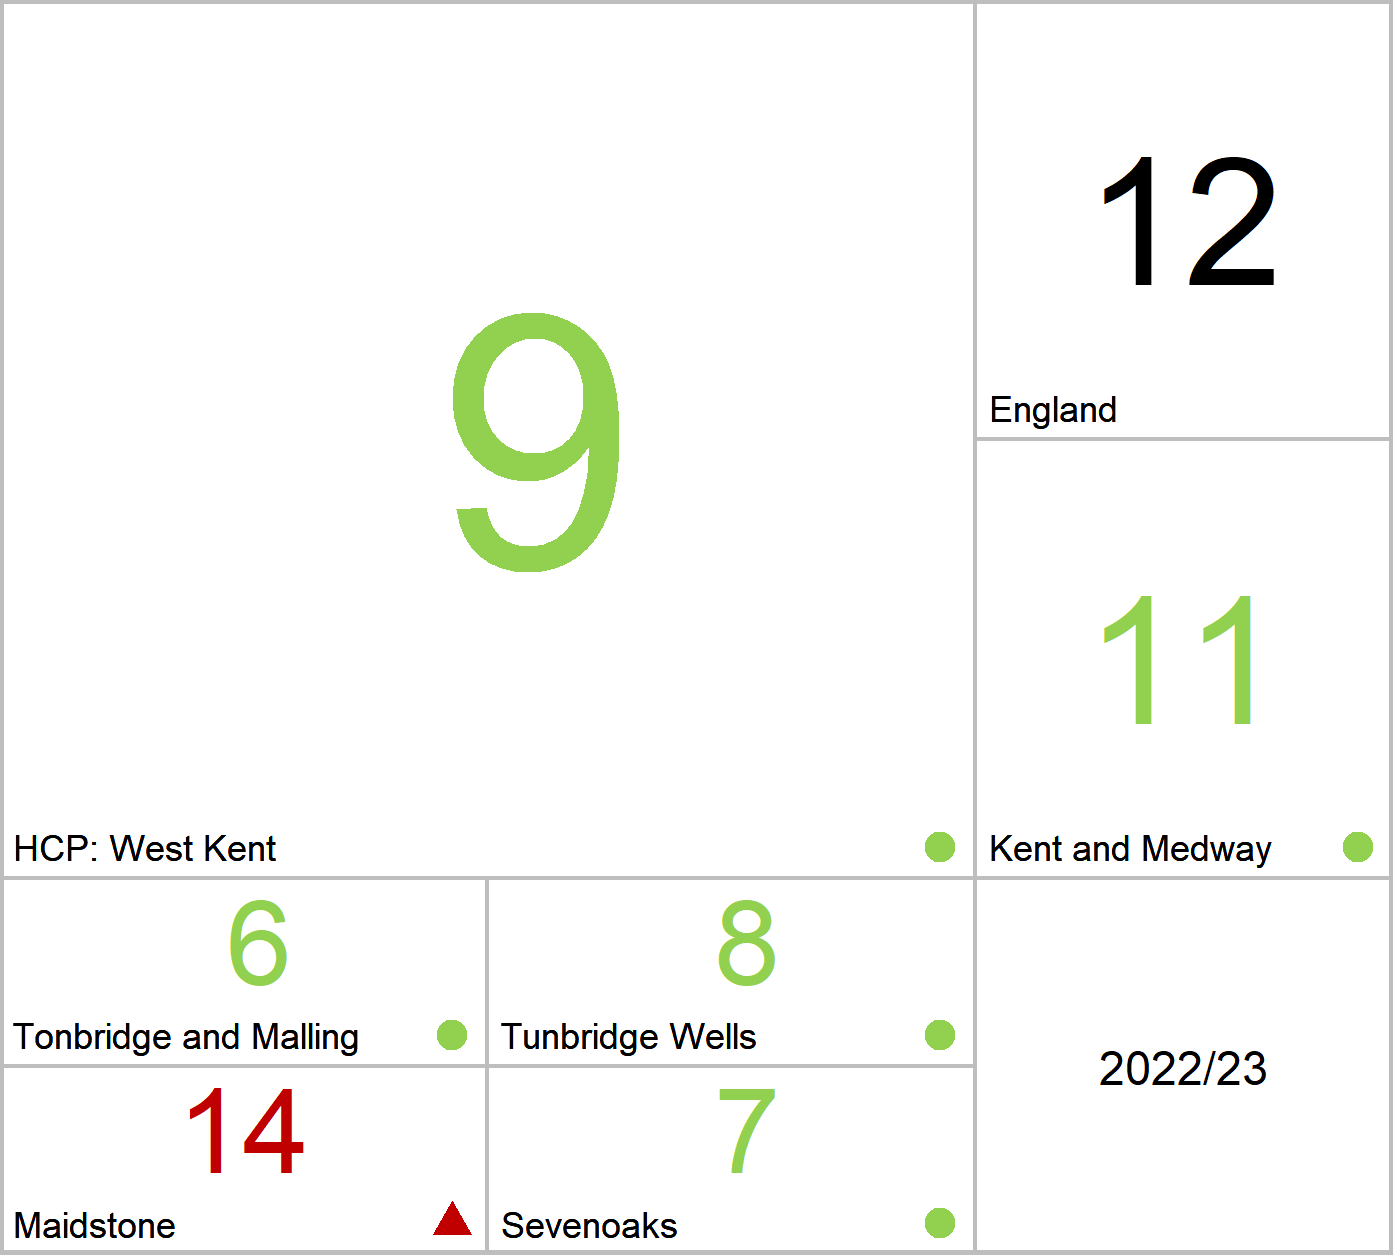 9
HCP: West Kent
12
England
11
Kent and Medway
6
Tonbridge and Malling
8
Tunbridge Wells
14
Maidstone
7
Sevenoaks
2022/23